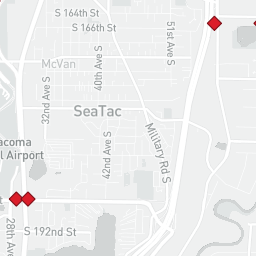 S 164th St
S 166th St
51st Ave S
McVan
40th Ave S
32nd Ave S
SeaTac
Military Rd S
acoma
l Airport
42nd Ave S
28th Ave
S 192nd St